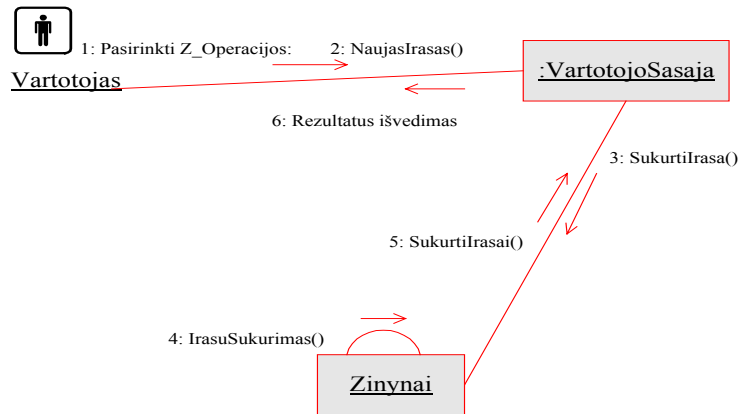 1: Pasirinkti Z_Operacijos:
2: NaujasIrasas()
Vartotojas
:VartotojoSasaja
6: Rezultatus išvedimas
3: SukurtiIrasa()
5: SukurtiIrasai()
4: IrasuSukurimas()
Zinynai